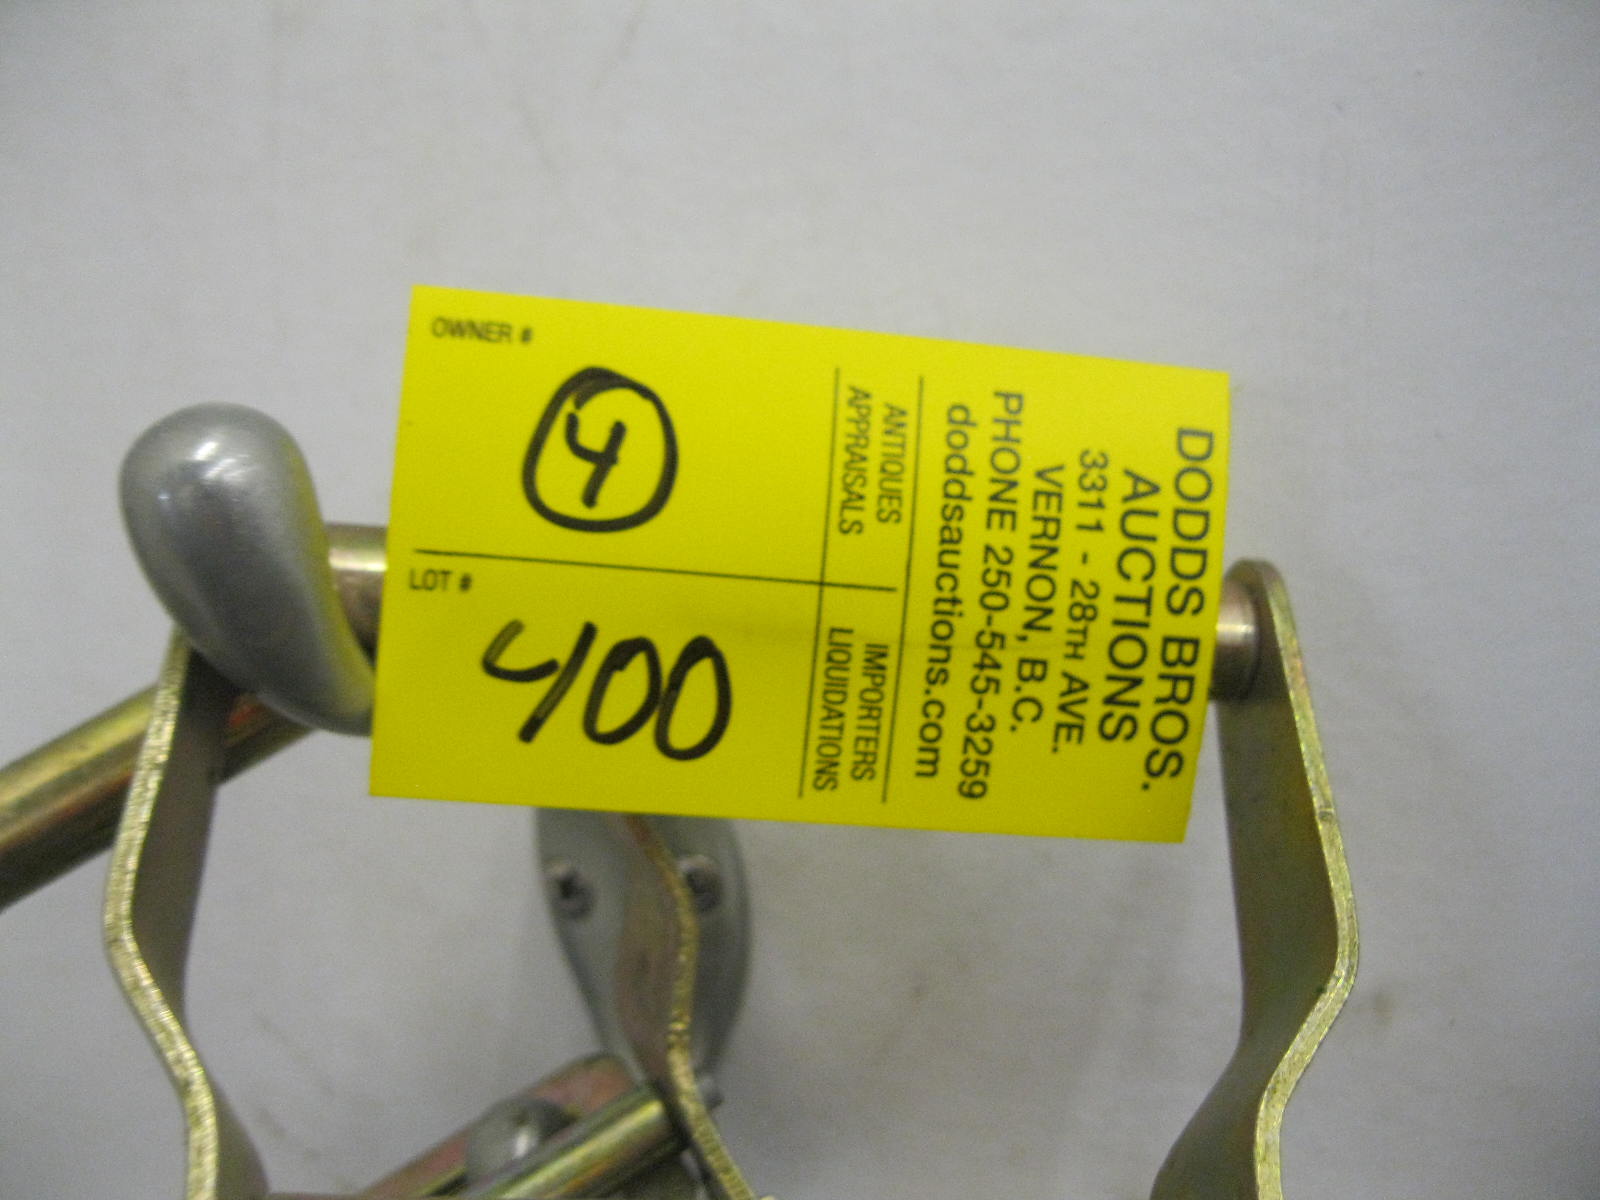 OWNER #
4
LOT #
400
DODDS BROS.
AUCTIONS
3311 - 28TH AVE.
VERNON, B.C.
PHONE 250-545-3259
doddsauctions.com
ANTIQUES
APPRAISALS
IMPORTERS
LIQUIDATIONS